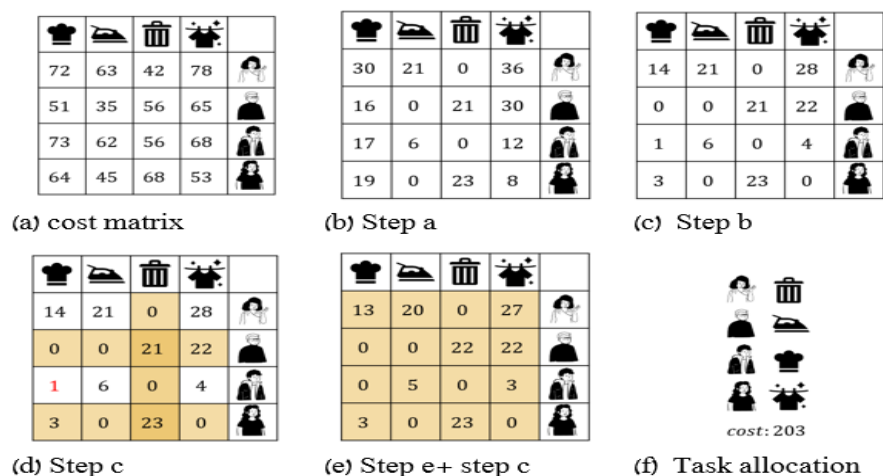 72 63 42 78
51 35 56 65
73 62 56 68
64 45 68 53
(a) cost matrix
30 21 0 36
16 0 21 30
17 6 0 12
19 0 23 8
(b) Step a
14 21 0 28
0 0 21 22
1 6 0 4
3 0 23 0
(c) Step b
14 21 0 28
0 0 21 22
1 6 0 4
3 0 23 0
(d) Step c
13 20 0 27
0 0 22 22
0 5 0 3
3 0 23 0
(e) Step e+ step c
cost: 203
(f) Task allocation